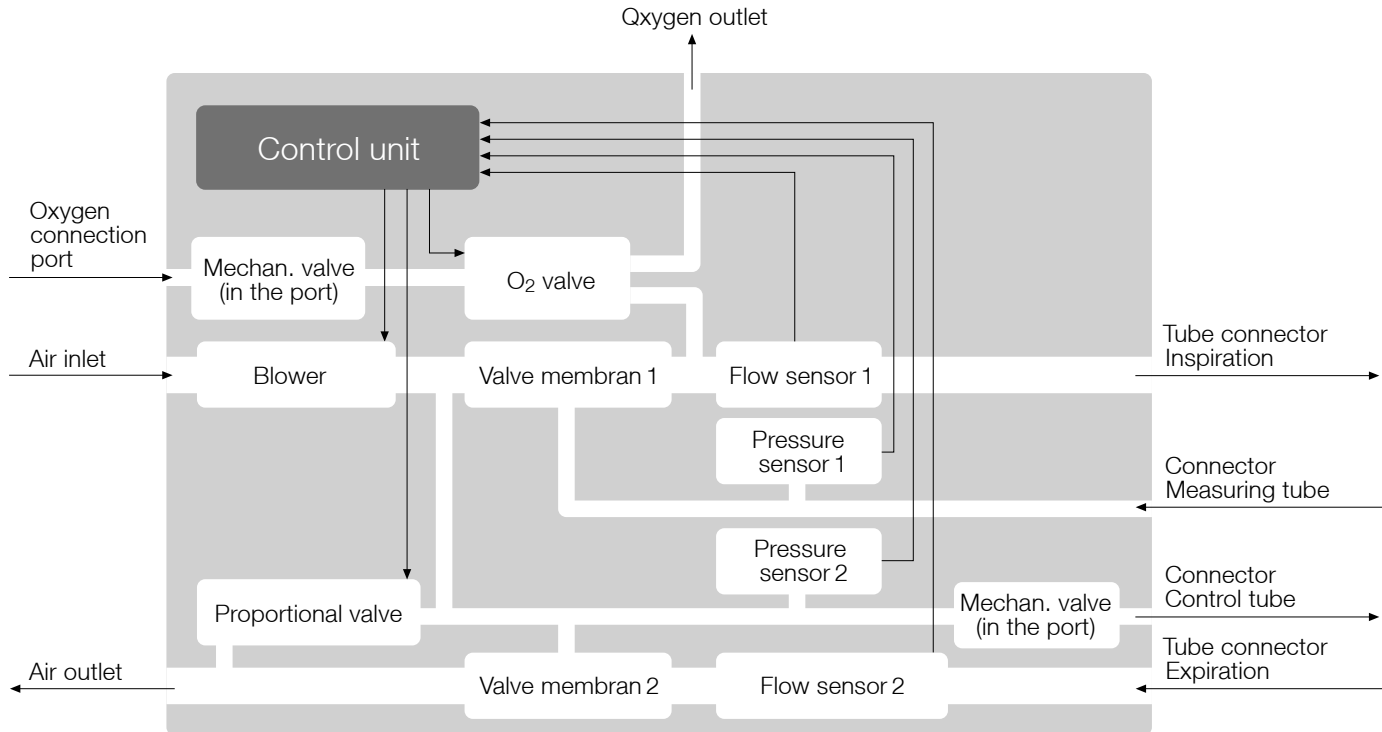 Qxygen outlet
Control unit
Oxygen
connection
port
Mechan. valve
(in the port)
O₂ valve
Air inlet
Blower
Valve membran 1
Flow sensor 1
Tube connector
Inspiration
Pressure
sensor 1
Connector
Measuring tube
Pressure
sensor 2
Proportional valve
Mechan. valve
(in the port)
Connector
Control tube
Air outlet
Valve membran 2
Flow sensor 2
Tube connector
Expiration